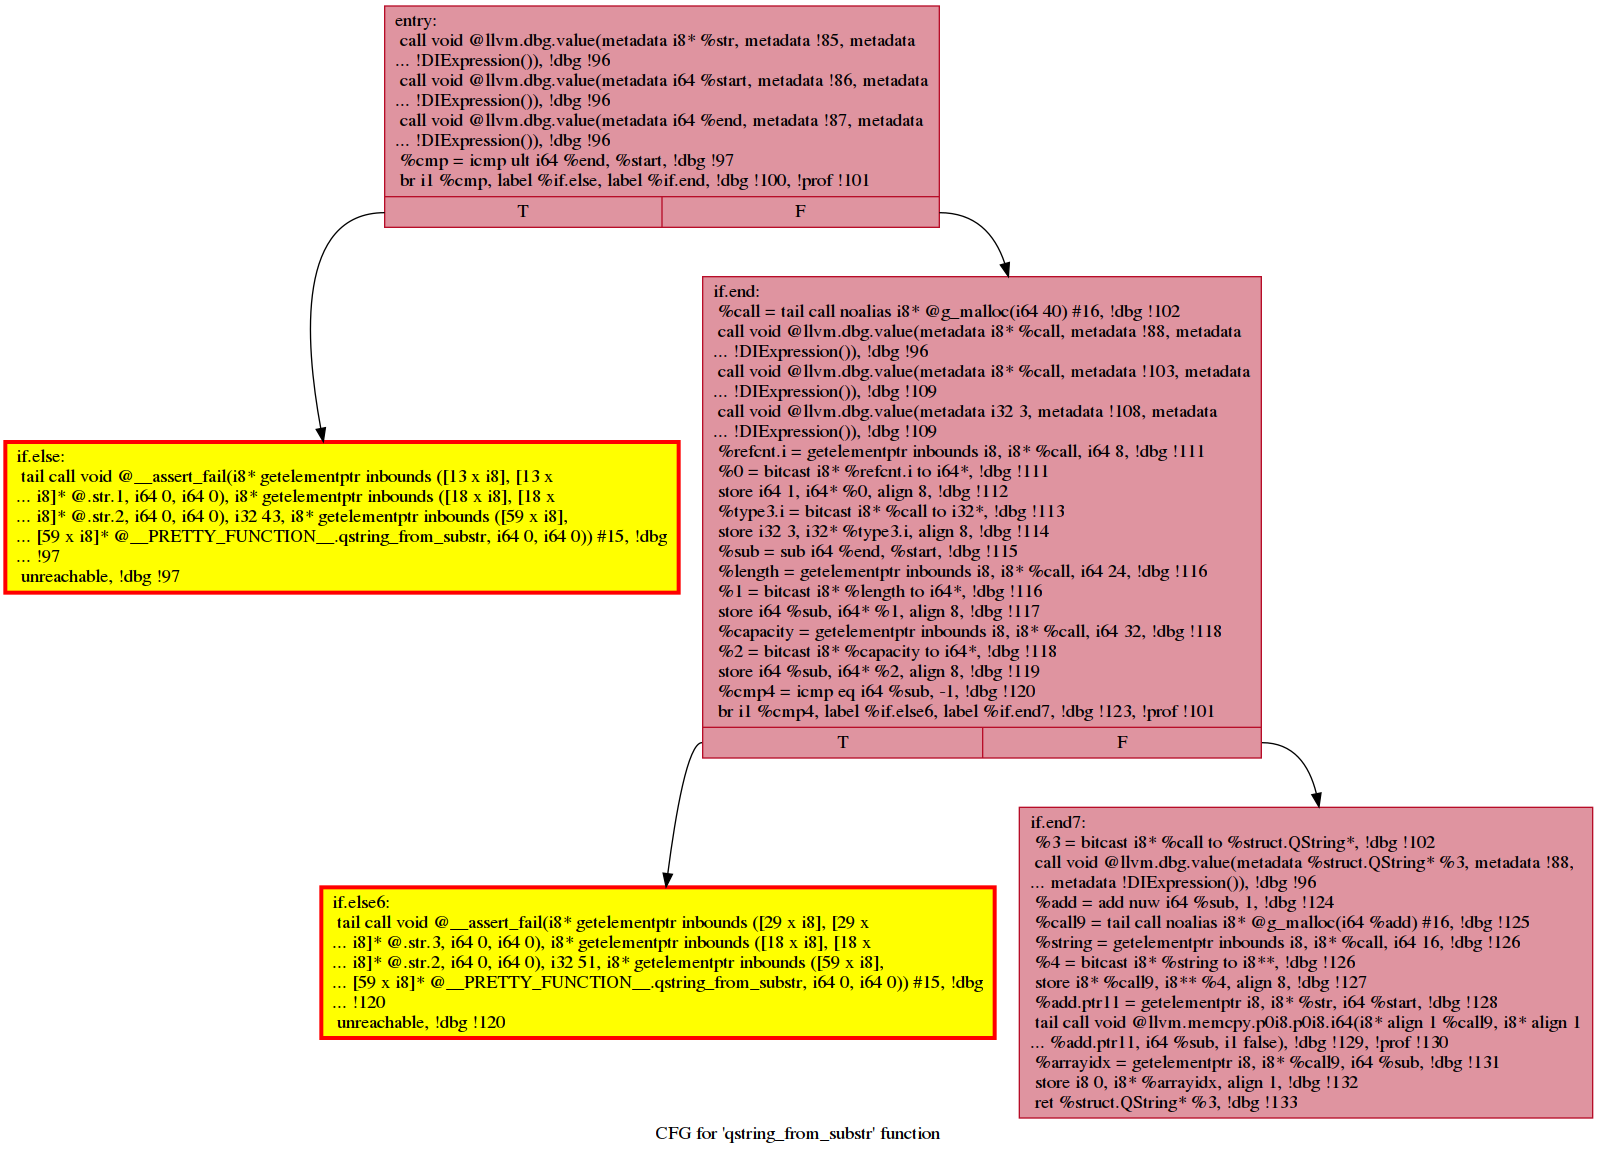 entry:
call void @llvm.dbg.value(metadata i8* %str, metadata !85, metadata
... !DIExpression()), !dbg !96
call void @llvm.dbg.value(metadata i64 %start, metadata !86, metadata
... !DIExpression()), !dbg !96
call void @llvm.dbg.value(metadata i64 %end, metadata !87, metadata
... !DIExpression()), !dbg !96
%cmp = icmp ult i64 %end, %start, !dbg !97
br i1 %cmp, label %if.else, label %if.end, !dbg !100, !prof !101
T
F
if.end:
%call = tail call noalias i8* @g_malloc(i64 40) #16, !dbg !102
call void @llvm.dbg.value(metadata i8* %call, metadata !88, metadata
... !DIExpression()), !dbg !96
call void @llvm.dbg.value(metadata i8* %call, metadata !103, metadata
... !DIExpression()), !dbg !109
call void @llvm.dbg.value(metadata i32 3, metadata !108, metadata
... !DIExpression()), !dbg !109
%refcnt.i = getelementptr inbounds i8, i8* %call, i64 8, !dbg !111
%0 = bitcast i8* %refcnt.i to i64*, !dbg !111
store i64 1, i64* %0, align 8, !dbg !112
%type3.i = bitcast i8* %call to i32*, !dbg !113
store i32 3, i32* %type3.i, align 8, !dbg !114
%sub = sub i64 %end, %start, !dbg !115
%length = getelementptr inbounds i8, i8* %call, i64 24, !dbg !116
%1 = bitcast i8* %length to i64*, !dbg !116
store i64 %sub, i64* %1, align 8, !dbg !117
%capacity = getelementptr inbounds i8, i8* %call, i64 32, !dbg !118
%2 = bitcast i8* %capacity to i64*, !dbg !118
store i64 %sub, i64* %2, align 8, !dbg !119
%cmp4 = icmp eq i64 %sub, -1, !dbg !120
br i1 %cmp4, label %if.else6, label %if.end7, !dbg !123, !prof !101
T
F
if.else:
tail call void @__assert_fail(i8* getelementptr inbounds ([13 x i8], [13 x
... i8]* @.str.1, i64 0, i64 0), i8* getelementptr inbounds ([18 x i8], [18 x
... i8]* @.str.2, i64 0, i64 0), i32 43, i8* getelementptr inbounds ([59 x i8],
... [59 x i8]* @__PRETTY_FUNCTION__.qstring_from_substr, i64 0, i64 0)) #15, !dbg
... !97
unreachable, !dbg !97
if.else6:
tail call void @__assert_fail(i8* getelementptr inbounds ([29 x i8], [29 x
... i8]* @.str.3, i64 0, i64 0), i8* getelementptr inbounds ([18 x i8], [18 x
... i8]* @.str.2, i64 0, i64 0), i32 51, i8* getelementptr inbounds ([59 x i8],
... [59 x i8]* @__PRETTY_FUNCTION__.qstring_from_substr, i64 0, i64 0)) #15, !dbg
... !120
unreachable, !dbg !120
if.end7:
%3 = bitcast i8* %call to %struct.QString*, !dbg !102
call void @llvm.dbg.value(metadata %struct.QString* %3, metadata !88,
... metadata !DIExpression()), !dbg !96
%add = add nuw i64 %sub, 1, !dbg !124
%call9 = tail call noalias i8* @g_malloc(i64 %add) #16, !dbg !125
%string = getelementptr inbounds i8, i8* %call, i64 16, !dbg !126
%4 = bitcast i8* %string to i8**, !dbg !126
store i8* %call9, i8** %4, align 8, !dbg !127
%add.ptr11 = getelementptr i8, i8* %str, i64 %start, !dbg !128
tail call void @llvm.memcpy.p0i8.p0i8.i64(i8* align 1 %call9, i8* align 1
... %add.ptr11, i64 %sub, i1 false), !dbg !129, !prof !130
%arrayidx = getelementptr i8, i8* %call9, i64 %sub, !dbg !131
store i8 0, i8* %arrayidx, align 1, !dbg !132
ret %struct.QString* %3, !dbg !133
CFG for 'qstring_from_substr' function